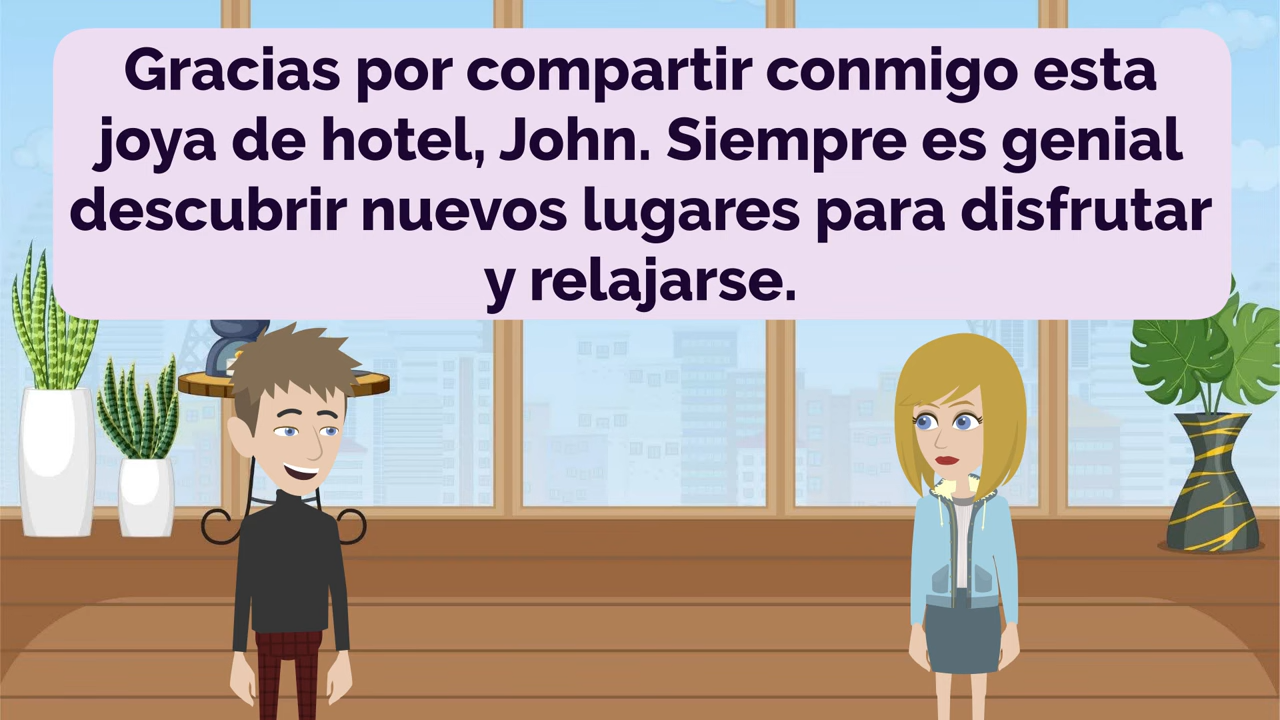 Gracias por compartir conmigo esta
joya de hotel, John. Siempre es genial
descubrir nuevos lugares para disfrutar
y relajarse.